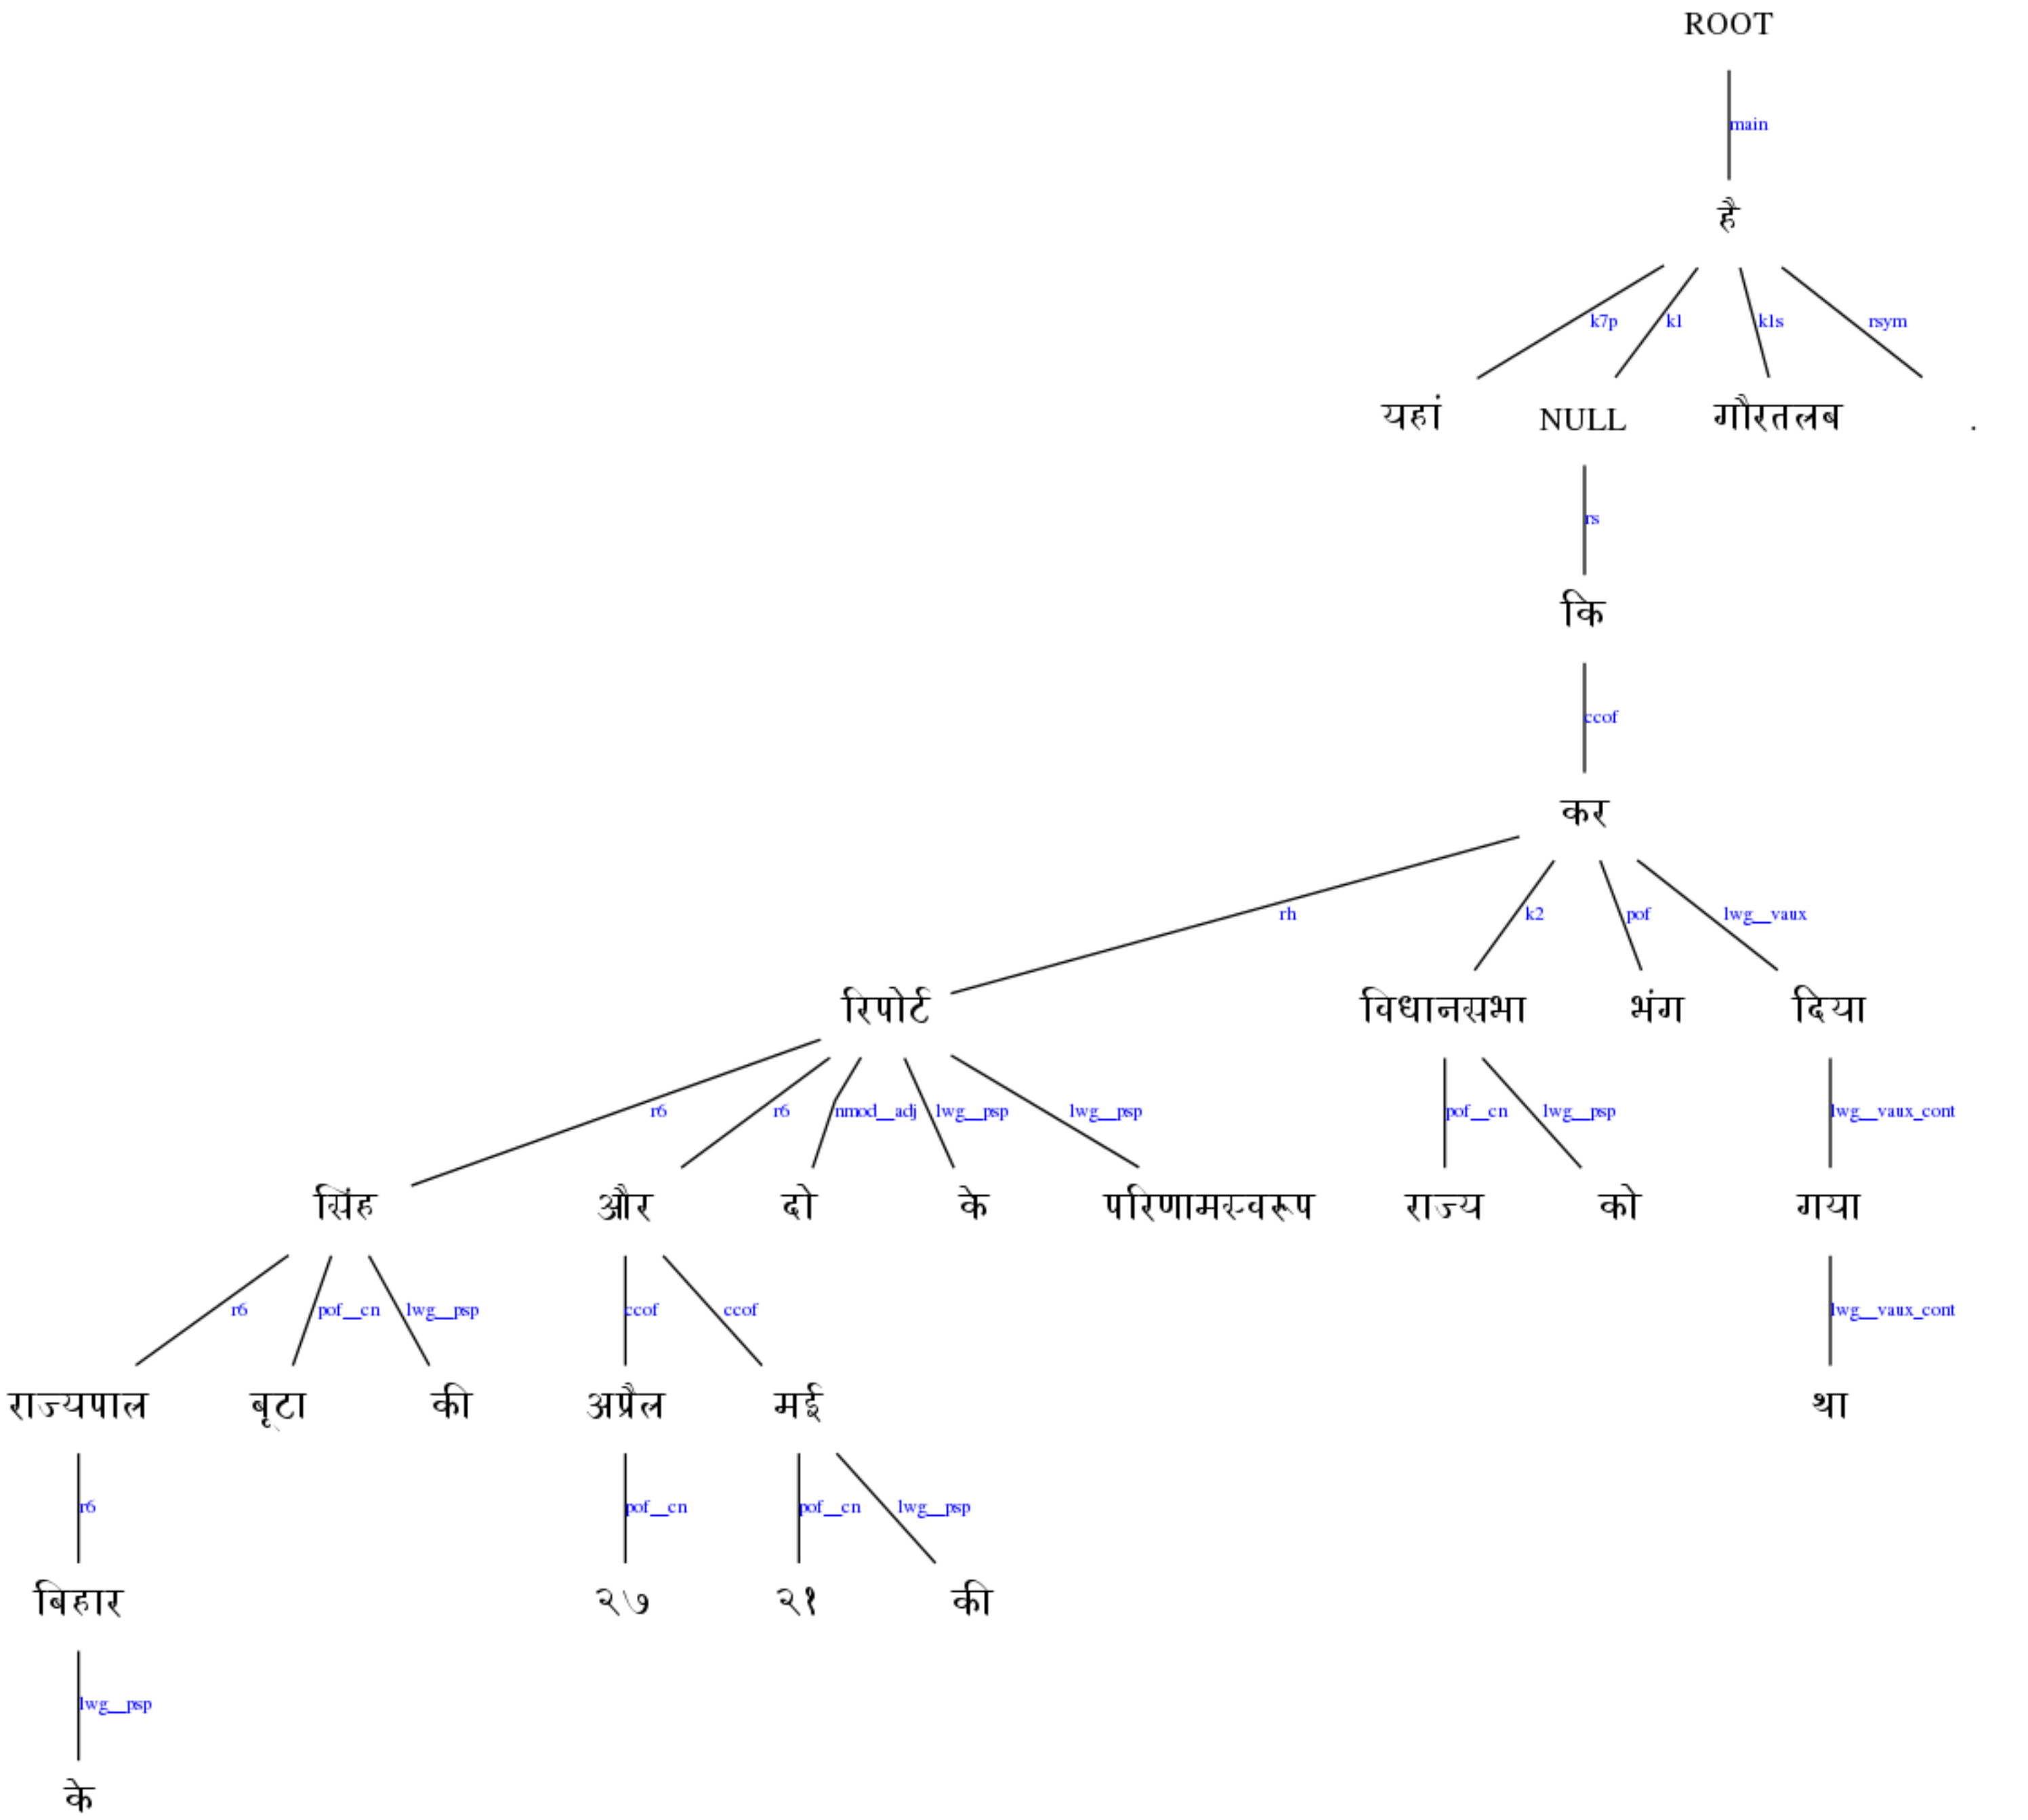 ROOT
main
है
k7p k1 k1s rsym
यहां NULL गौरतलब .
rs
कि
ccof
कर
rh k2 pof lwg__vaux
रिपोर्ट विधानसभा भंग दिया
r6 r6 nmod__adj lwg__psp lwg__psp pof__cn lwg__psp lwg__vaux_cont
सिंह और दो के परिणामस्वरूप राज्य को गया
r6 pof__cn lwg__psp ccof ccof lwg__vaux_cont
राज्यपाल बूटा की अप्रैल मई था
r6 pof__cn pof__cn lwg__psp
बिहार २७ २१ की
lwg__psp
के